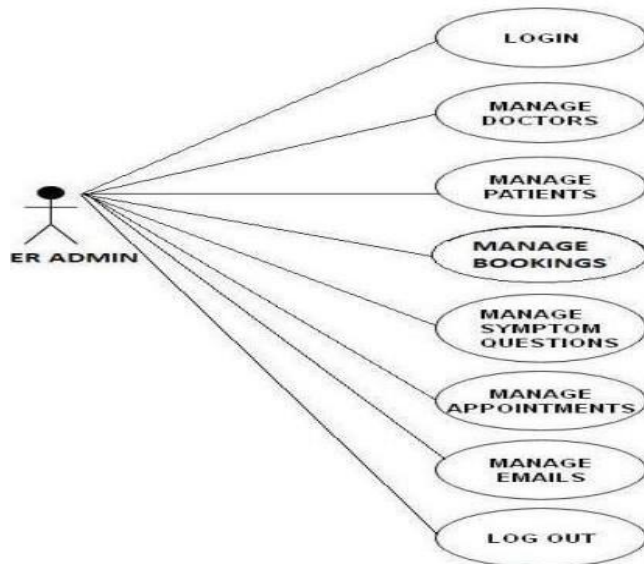 LOGIN
MANAGE
DOCTORS
MANAGE
PATIENTS
ER ADMIN
MANAGE
BOOKINGS
MANAGE
SYMPTOM
QUESTIONS
MANAGE
APPOINTMENTS
MANAGE
EMAILS
LOG OUT